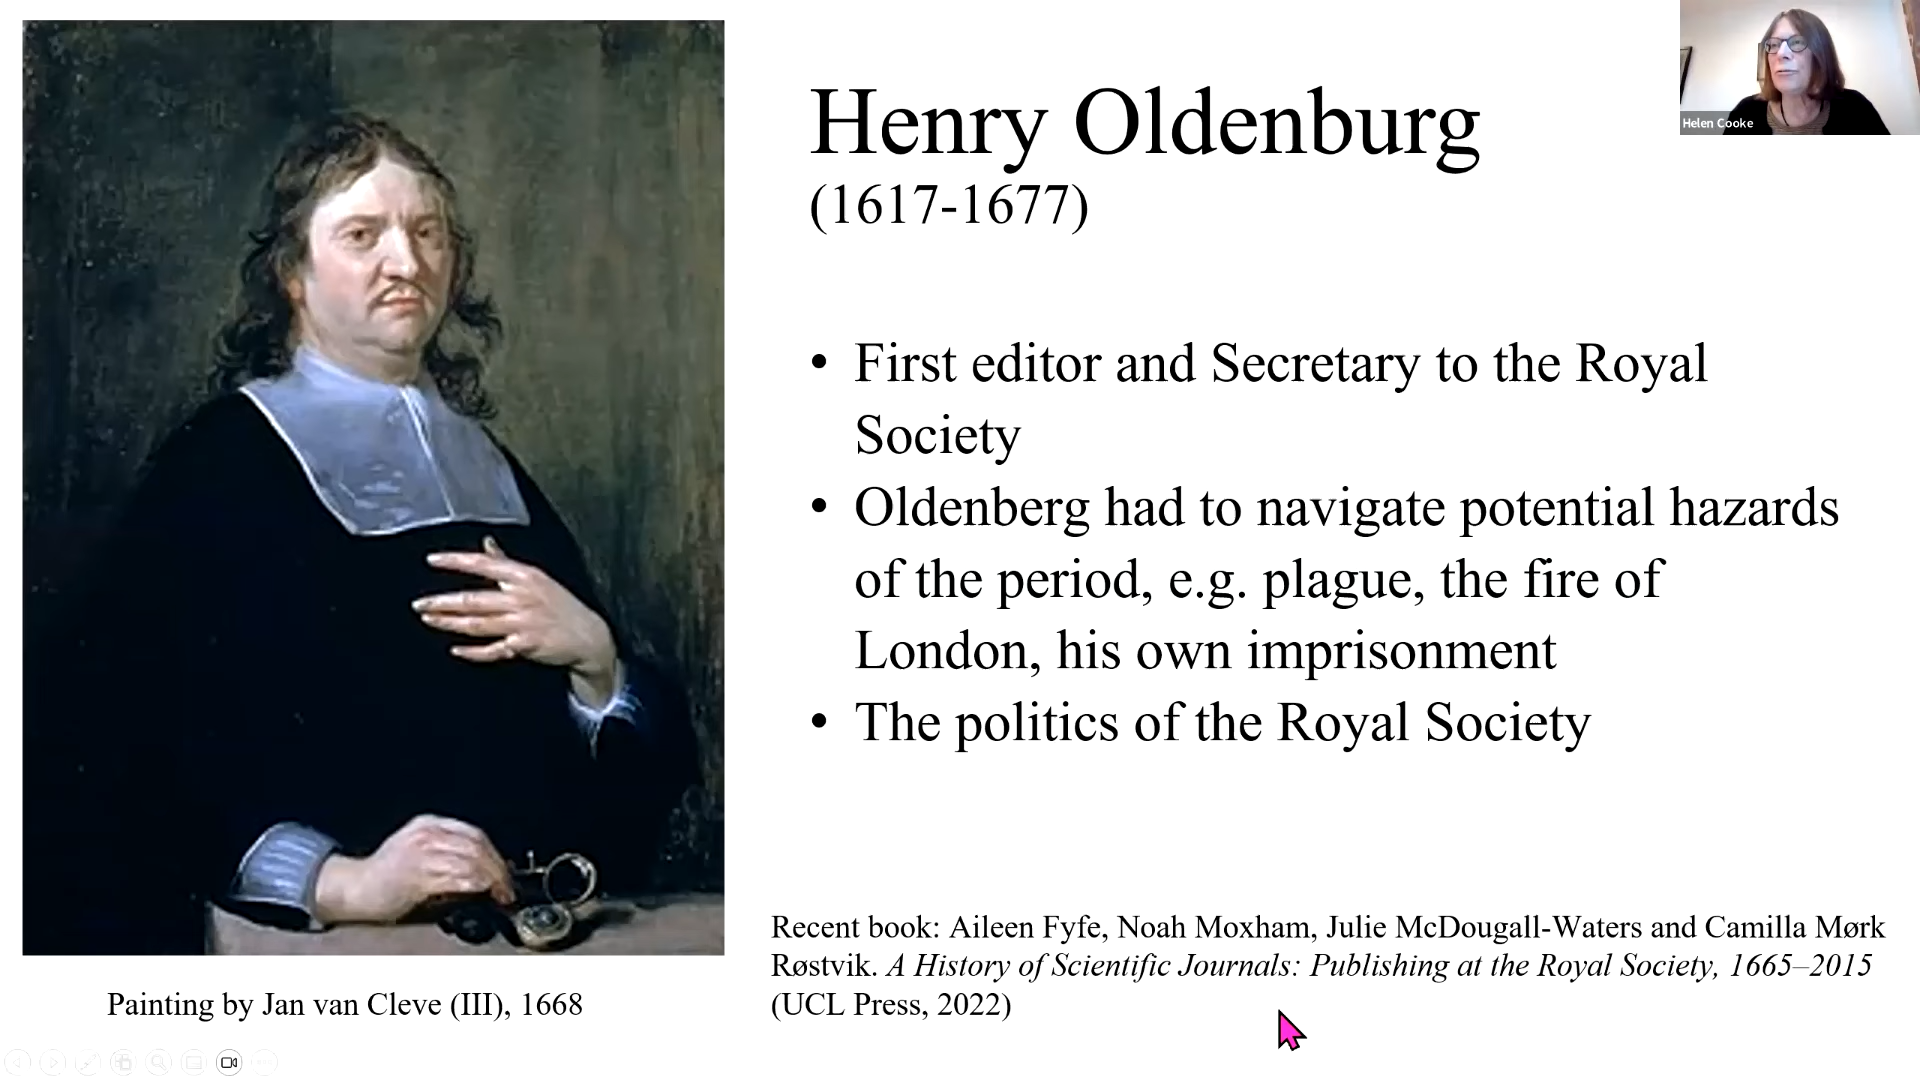 Henry Oldenburg
(1617-1677)
Helen Cooke
• First editor and Secretary to the Royal
Society
• Oldenberg had to navigate potential hazards
of the period, e.g. plague, the fire of
London, his own imprisonment
• The politics of the Royal Society
Recent book: Aileen Fyfe, Noah Moxham, Julie McDougall-Waters and Camilla Mørk
Røstvik. A History of Scientific Journals: Publishing at the Royal Society, 1665–2015
(UCL Press, 2022)
Painting by Jan van Cleve (III), 1668